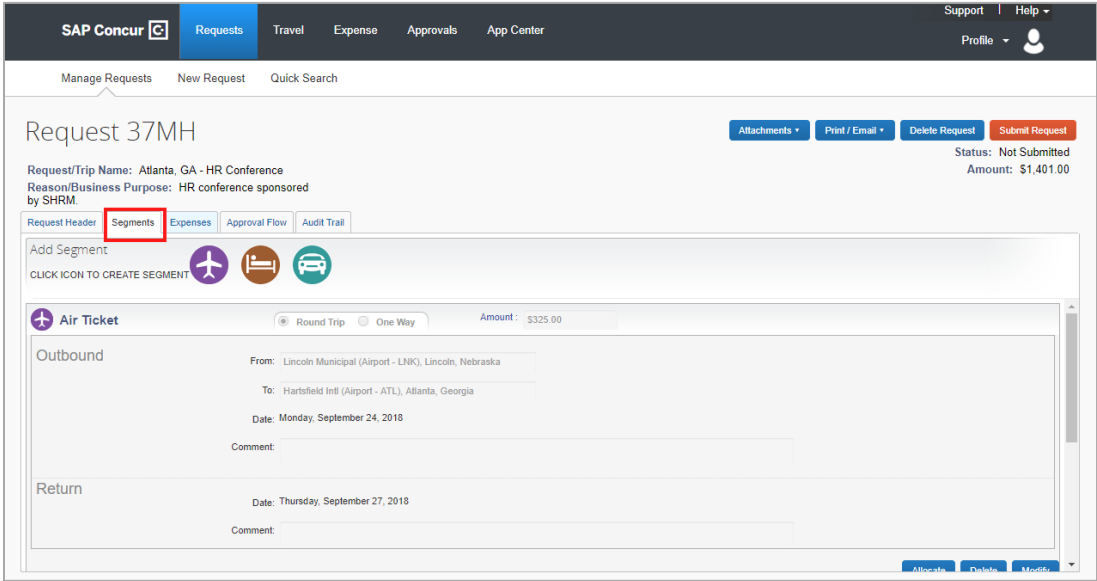 Support | Help
SAP Concur C Requests Travel Expense Approvals App Center
Profile
Manage Requests New Request Quick Search
Request 37MH
Attachments Print / Email Delete Request Submit Request
Status: Not Submitted
Amount: $1,401.00
Request/Trip Name: Atlanta, GA - HR Conference
Reason/Business Purpose: HR conference sponsored
by SHRM.
Request Header Segments Expenses Approval Flow Audit Trail
Add Segment
CLICK ICON TO CREATE SEGMENT
Air Ticket Round Trip One Way Amount : $325.00
Outbound
From: Lincoln Municipal (Airport - LNK), Lincoln, Nebraska
To: Hartsfield Intl (Airport - ATL), Atlanta, Georgia
Date: Monday, September 24, 2018
Comment:
Return
Date: Thursday, September 27, 2018
Comment:
Allocate Delete Modify